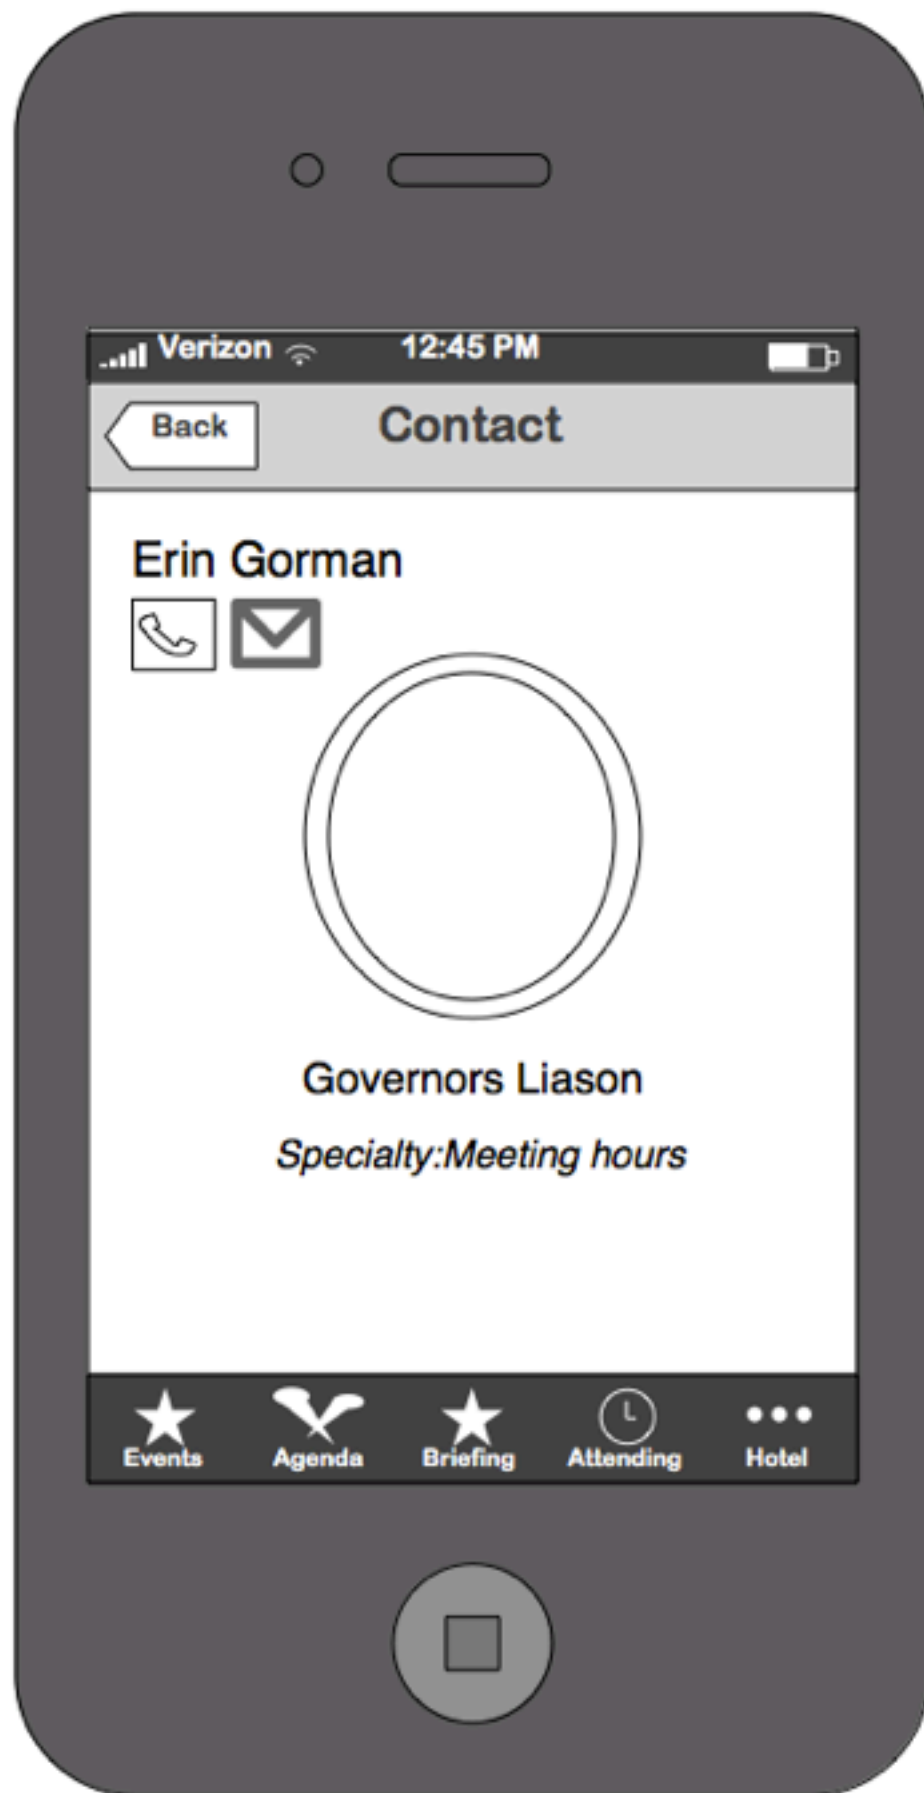 Verizon 12:45 PM
Back Contact
Erin Gorman
Governors Liason
Specialty:Meeting hours
Events Agenda Briefing Attending Hotel